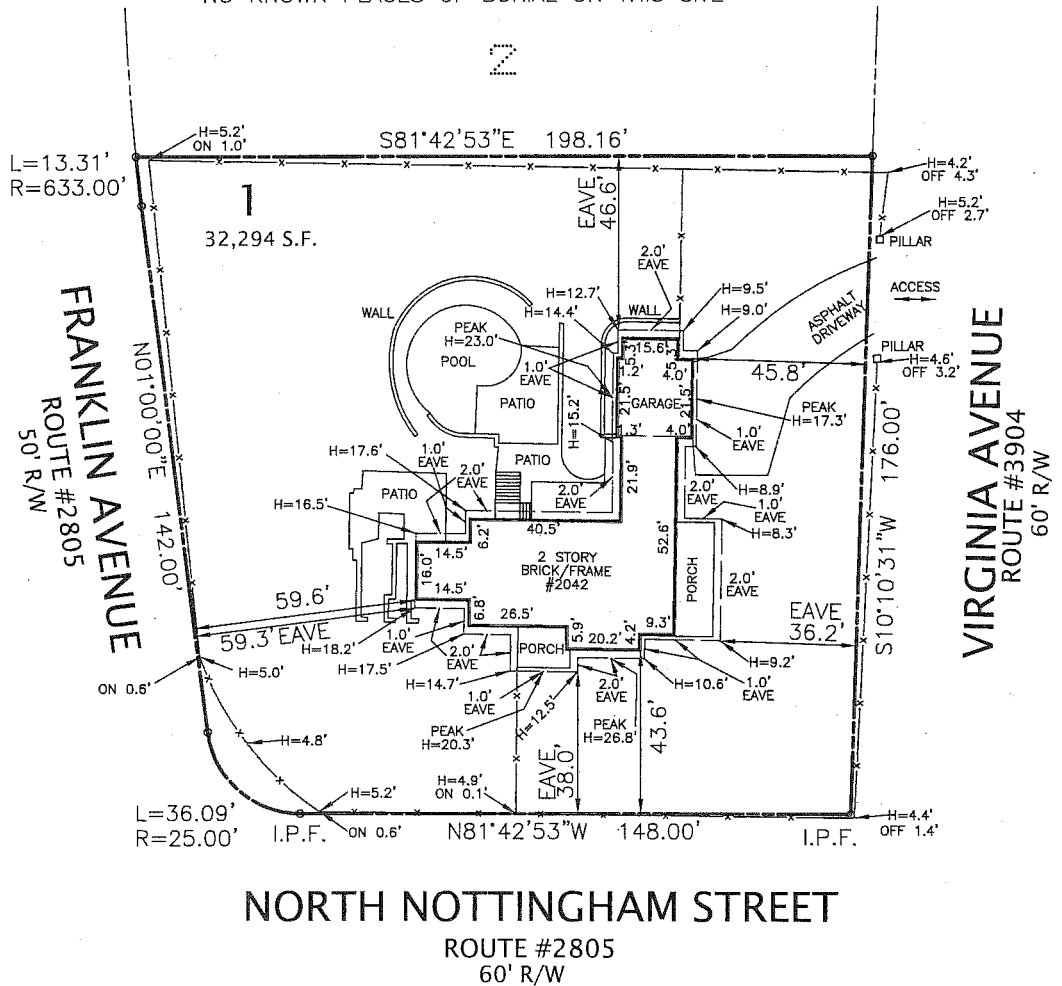 NO KNOWN PLACES OF BURIAL ON THIS SITE
2
S81°42'53"E 198.16'
H=5.2'
ON 1.0'
L=13.31'
R=633.00'
1
32,294 S.F.
EAVE
46.6'
H=4.2'
OFF 4.3'
H=5.2'
OFF 2.7'
PILLAR
ACCESS
ASPHALT
DRIVEWAY
PILLAR
H=4.6'
OFF 3.2'
2.0'
EAVE
H=12.7'
WALL
H=9.5'
H=14.4'
H=9.0'
WALL
PEAK
H=23.0'
POOL
1.0'
EAVE
15.6'
5.3'
5.3'
4.0'
45.8'
21.5'
GARAGE
21.5'
PEAK
H=17.3'
PATIO
H=15.2'
4.0'
1.0'
EAVE
H=17.6'
1.0'
EAVE
2.0'
EAVE
PATIO
2.0'
EAVE
21.9'
H=8.9'
2.0'
EAVE
1.0'
EAVE
H=8.3'
PATIO
H=16.5'
14.5'
6.2'
40.5'
52.6'
16.0'
2 STORY
BRICK/FRAME
#2042
PORCH
2.0'
EAVE
14.5'
6.8'
26.5'
9.3'
59.6'
59.3' EAVE
H=18.2'
1.0'
EAVE
H=17.5'
2.0'
EAVE
H=14.7'
PORCH
5.9'
20.2'
4.2'
EAVE
36.2'
H=9.2'
1.0'
EAVE
H=10.6'
1.0'
EAVE
2.0'
EAVE
H=12.5'
PEAK
H=20.3'
PEAK
H=26.8'
43.6'
EAVE
38.0'
FRANKLIN AVENUE
ROUTE #2805
50' R/W
N01°00'00"E 142.00'
VIRGINIA AVENUE
ROUTE #3904
60' R/W
S10°10'31"W 176.00'
ON 0.6'
H=5.0'
H=4.8'
H=5.2'
ON 0.6'
H=4.9'
ON 0.1'
L=36.09'
R=25.00'
I.P.F.
N81°42'53"W 148.00'
I.P.F.
H=4.4'
OFF 1.4'
NORTH NOTTINGHAM STREET
ROUTE #2805
60' R/W